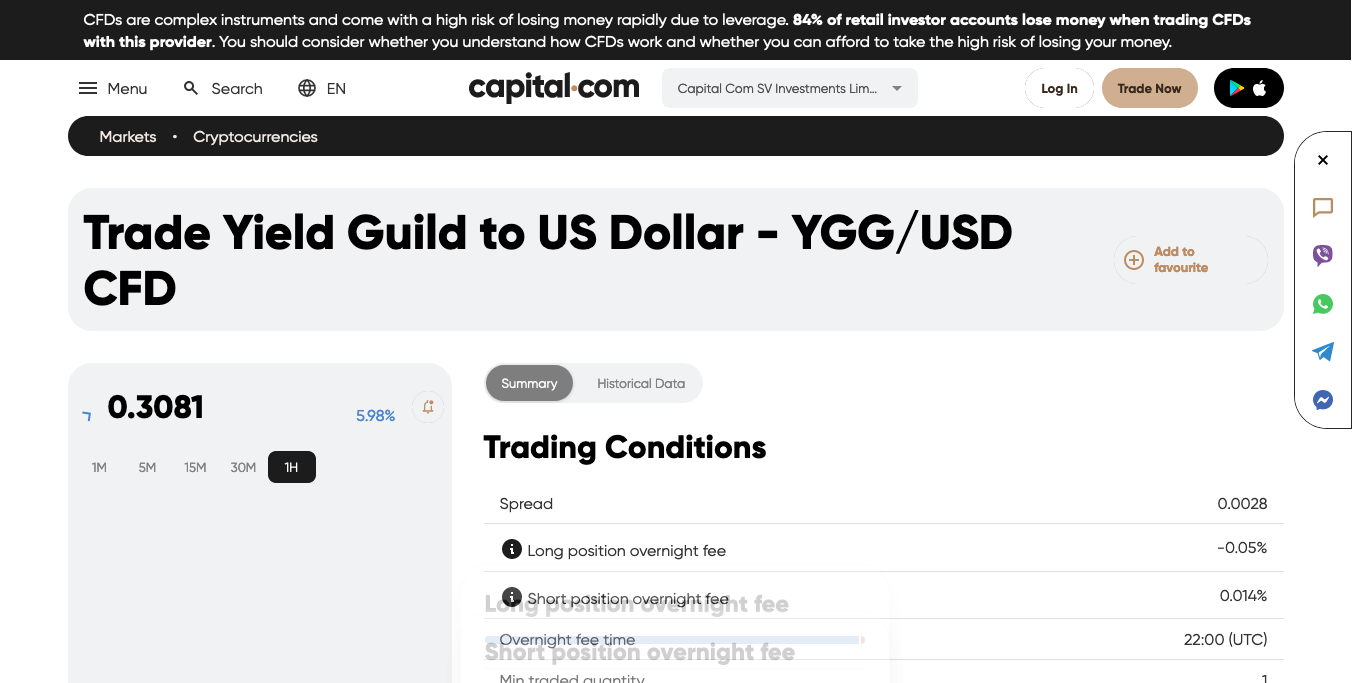 CFDs are complex instruments and come with a high risk of losing money rapidly due to leverage. 84% of retail investor accounts lose money when trading CFDs
with this provider. You should consider whether you understand how CFDs work and whether you can afford to take the high risk of losing your money.
Menu
Search
EN
capital.com
Capital Com SV Investments Lim...
Log In
Trade Now
Markets • Cryptocurrencies
Trade Yield Guild to US Dollar - YGG/USD
CFD
Add to
favourite
0.3081
5.98%
1M 5M 15M 30M 1H
Summary
Historical Data
Trading Conditions
Spread 0.0028
Long position overnight fee -0.05%
Short position overnight fee 0.014%
Long position overnight fee
Overnight fee time 22:00 (UTC)
Short position overnight fee
Min traded quantity 1